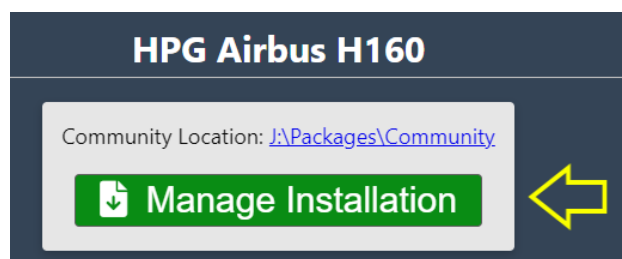 HPG Airbus H160
Community Location: J:\Packages\Community
Manage Installation